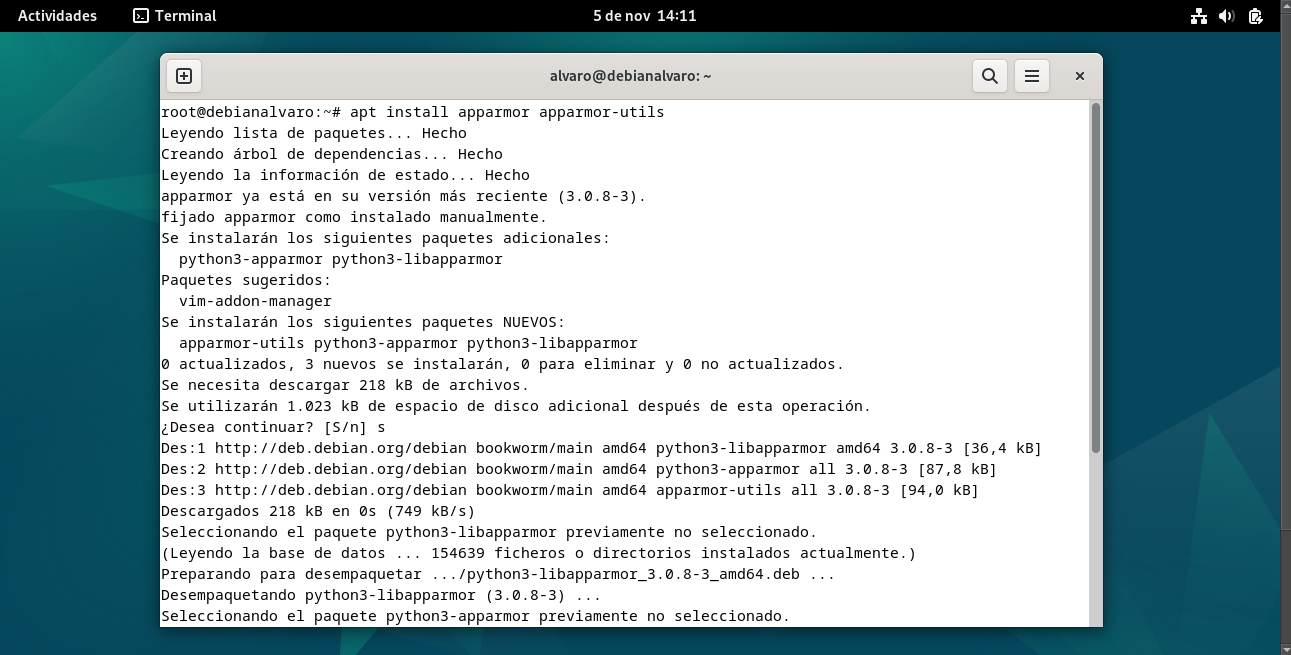 Actividades Terminal 5 de nov 14:11
alvaro@debianalvaro: ~
root@debianalvaro:~# apt install apparmor apparmor-utils
Leyendo lista de paquetes... Hecho
Creando árbol de dependencias... Hecho
Leyendo la información de estado... Hecho
apparmor ya está en su versión más reciente (3.0.8-3).
fijado apparmor como instalado manualmente.
Se instalarán los siguientes paquetes adicionales:
  python3-apparmor python3-libapparmor
Paquetes sugeridos:
  vim-addon-manager
Se instalarán los siguientes paquetes NUEVOS:
  apparmor-utils python3-apparmor python3-libapparmor
0 actualizados, 3 nuevos se instalarán, 0 para eliminar y 0 no actualizados.
Se necesita descargar 218 kB de archivos.
Se utilizarán 1.023 kB de espacio de disco adicional después de esta operación.
¿Desea continuar? [S/n] s
Des:1 http://deb.debian.org/debian bookworm/main amd64 python3-libapparmor amd64 3.0.8-3 [36,4 kB]
Des:2 http://deb.debian.org/debian bookworm/main amd64 python3-apparmor all 3.0.8-3 [87,8 kB]
Des:3 http://deb.debian.org/debian bookworm/main amd64 apparmor-utils all 3.0.8-3 [94,0 kB]
Descargados 218 kB en 0s (749 kB/s)
Seleccionando el paquete python3-libapparmor previamente no seleccionado.
(Leyendo la base de datos ... 154639 ficheros o directorios instalados actualmente.)
Preparando para desempaquetar .../python3-libapparmor_3.0.8-3_amd64.deb ...
Desempaquetando python3-libapparmor (3.0.8-3) ...
Seleccionando el paquete python3-apparmor previamente no seleccionado.